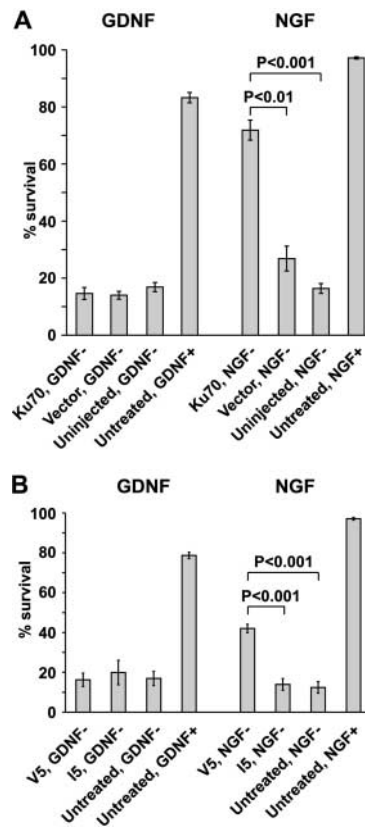 A
GDNF NGF
100
80
60
40
20
0
% survival
P<0.001
P<0.01
Ku70, GDNF-
Vector, GDNF-
Uninjected, GDNF-
Untreated, GDNF+
Ku70, NGF-
Vector, NGF-
Uninjected, NGF-
Untreated, NGF+
B
GDNF NGF
100
80
60
40
20
0
% survival
P<0.001
P<0.001
V5, GDNF-
I5, GDNF-
Untreated, GDNF-
Untreated, GDNF+
V5, NGF-
I5, NGF-
Untreated, NGF-
Untreated, NGF+